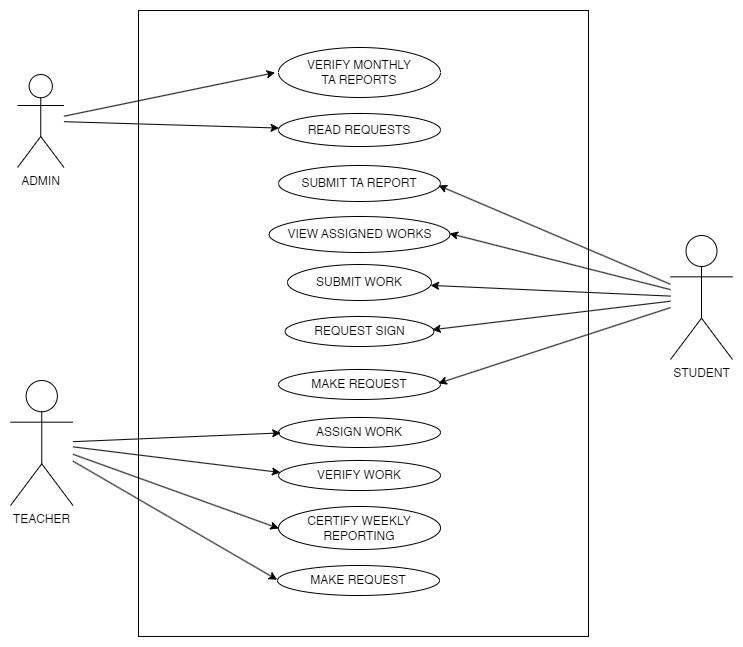 VERIFY MONTHLY
TA REPORTS
READ REQUESTS
ADMIN
SUBMIT TA REPORT
VIEW ASSIGNED WORKS
SUBMIT WORK
REQUEST SIGN
STUDENT
MAKE REQUEST
ASSIGN WORK
VERIFY WORK
TEACHER
CERTIFY WEEKLY
REPORTING
MAKE REQUEST